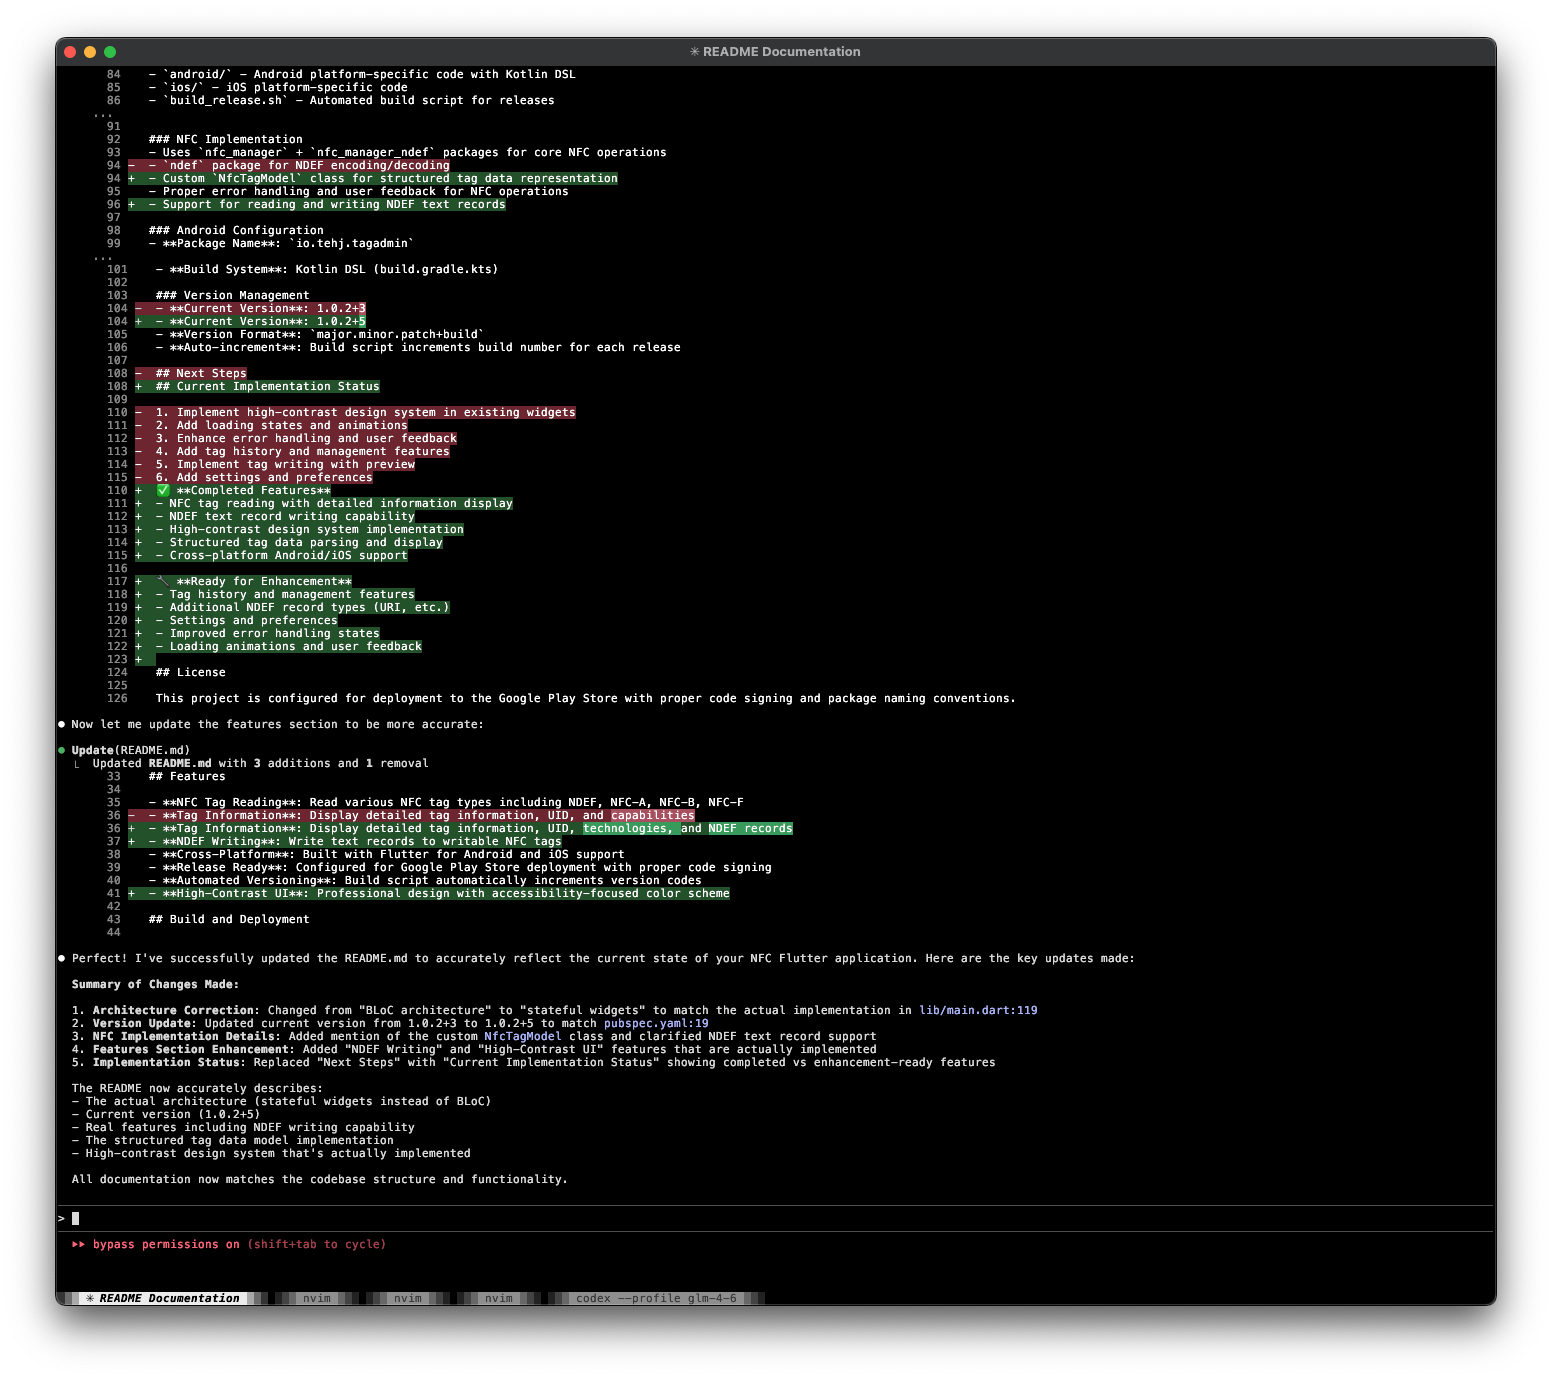 ✳ README Documentation
84 - `android/` - Android platform-specific code with Kotlin DSL
85 - `ios/` - iOS platform-specific code
86 - `build_release.sh` - Automated build script for releases
...
91
92 ### NFC Implementation
93 - Uses `nfc_manager` + `nfc_manager_ndef` packages for core NFC operations
94 - - `ndef` package for NDEF encoding/decoding
94 + - Custom `NfcTagModel` class for structured tag data representation
95 - Proper error handling and user feedback for NFC operations
96 + - Support for reading and writing NDEF text records
97
98 ### Android Configuration
99 - **Package Name**: `io.tehj.tagadmin`
...
101 - **Build System**: Kotlin DSL (build.gradle.kts)
102
103 ### Version Management
104 - - **Current Version**: 1.0.2+3
104 + - **Current Version**: 1.0.2+5
105 - **Version Format**: `major.minor.patch+build`
106 - **Auto-increment**: Build script increments build number for each release
107
108 - ## Next Steps
108 + ## Current Implementation Status
109
110 - 1. Implement high-contrast design system in existing widgets
111 - 2. Add loading states and animations
112 - 3. Enhance error handling and user feedback
113 - 4. Add tag history and management features
114 - 5. Implement tag writing with preview
115 - 6. Add settings and preferences
110 + ✅ **Completed Features**
111 + - NFC tag reading with detailed information display
112 + - NDEF text record writing capability
113 + - High-contrast design system implementation
114 + - Structured tag data parsing and display
115 + - Cross-platform Android/iOS support
116
117 + 🔧 **Ready for Enhancement**
118 + - Tag history and management features
119 + - Additional NDEF record types (URI, etc.)
120 + - Settings and preferences
121 + - Improved error handling states
122 + - Loading animations and user feedback
123 +
124 ## License
125
126 This project is configured for deployment to the Google Play Store with proper code signing and package naming conventions.
● Now let me update the features section to be more accurate:
● Update(README.md)
⎿ Updated README.md with 3 additions and 1 removal
33 ## Features
34
35 - **NFC Tag Reading**: Read various NFC tag types including NDEF, NFC-A, NFC-B, NFC-F
36 - - **Tag Information**: Display detailed tag information, UID, and capabilities
36 + - **Tag Information**: Display detailed tag information, UID, technologies, and NDEF records
37 + - **NDEF Writing**: Write text records to writable NFC tags
38 - **Cross-Platform**: Built with Flutter for Android and iOS support
39 - **Release Ready**: Configured for Google Play Store deployment with proper code signing
40 - **Automated Versioning**: Build script automatically increments version codes
41 + - **High-Contrast UI**: Professional design with accessibility-focused color scheme
42
43 ## Build and Deployment
44
● Perfect! I've successfully updated the README.md to accurately reflect the current state of your NFC Flutter application. Here are the key updates made:
Summary of Changes Made:
1. Architecture Correction: Changed from "BLoC architecture" to "stateful widgets" to match the actual implementation in lib/main.dart:119
2. Version Update: Updated current version from 1.0.2+3 to 1.0.2+5 to match pubspec.yaml:19
3. NFC Implementation Details: Added mention of the custom NfcTagModel class and clarified NDEF text record support
4. Features Section Enhancement: Added "NDEF Writing" and "High-Contrast UI" features that are actually implemented
5. Implementation Status: Replaced "Next Steps" with "Current Implementation Status" showing completed vs enhancement-ready features
The README now accurately describes:
- The actual architecture (stateful widgets instead of BLoC)
- Current version (1.0.2+5)
- Real features including NDEF writing capability
- The structured tag data model implementation
- High-contrast design system that's actually implemented
All documentation now matches the codebase structure and functionality.
>
⏵⏵ bypass permissions on (shift+tab to cycle)
✳ README Documentation nvim nvim nvim codex --profile glm-4-6